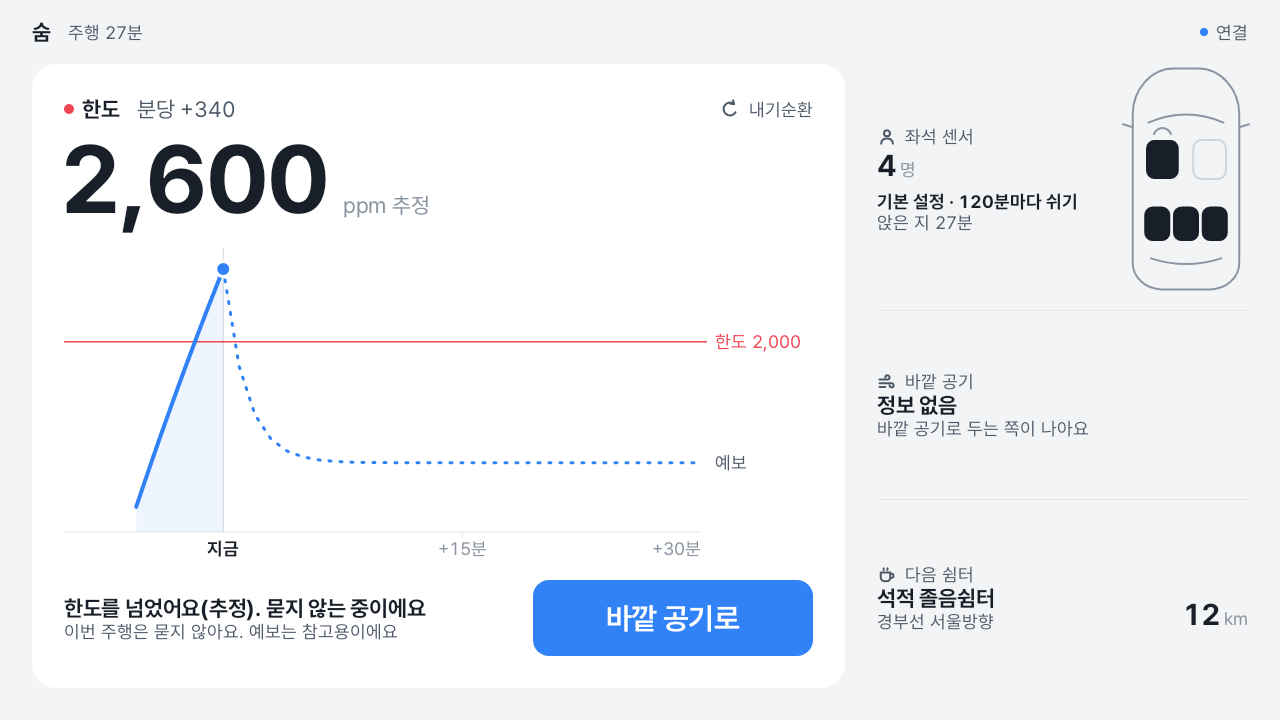 숨 주행 27분
연결
한도 분당 +340
내기순환
2,600 ppm 추정
한도 2,000
예보
지금 +15분 +30분
한도를 넘었어요(추정). 묻지 않는 중이에요
이번 주행은 묻지 않아요. 예보는 참고용이에요
바깥 공기로
좌석 센서
4명
기본 설정 · 120분마다 쉬기
앉은 지 27분
바깥 공기
정보 없음
바깥 공기로 두는 쪽이 나아요
다음 쉼터
석적 졸음쉼터
경부선 서울방향
12 km